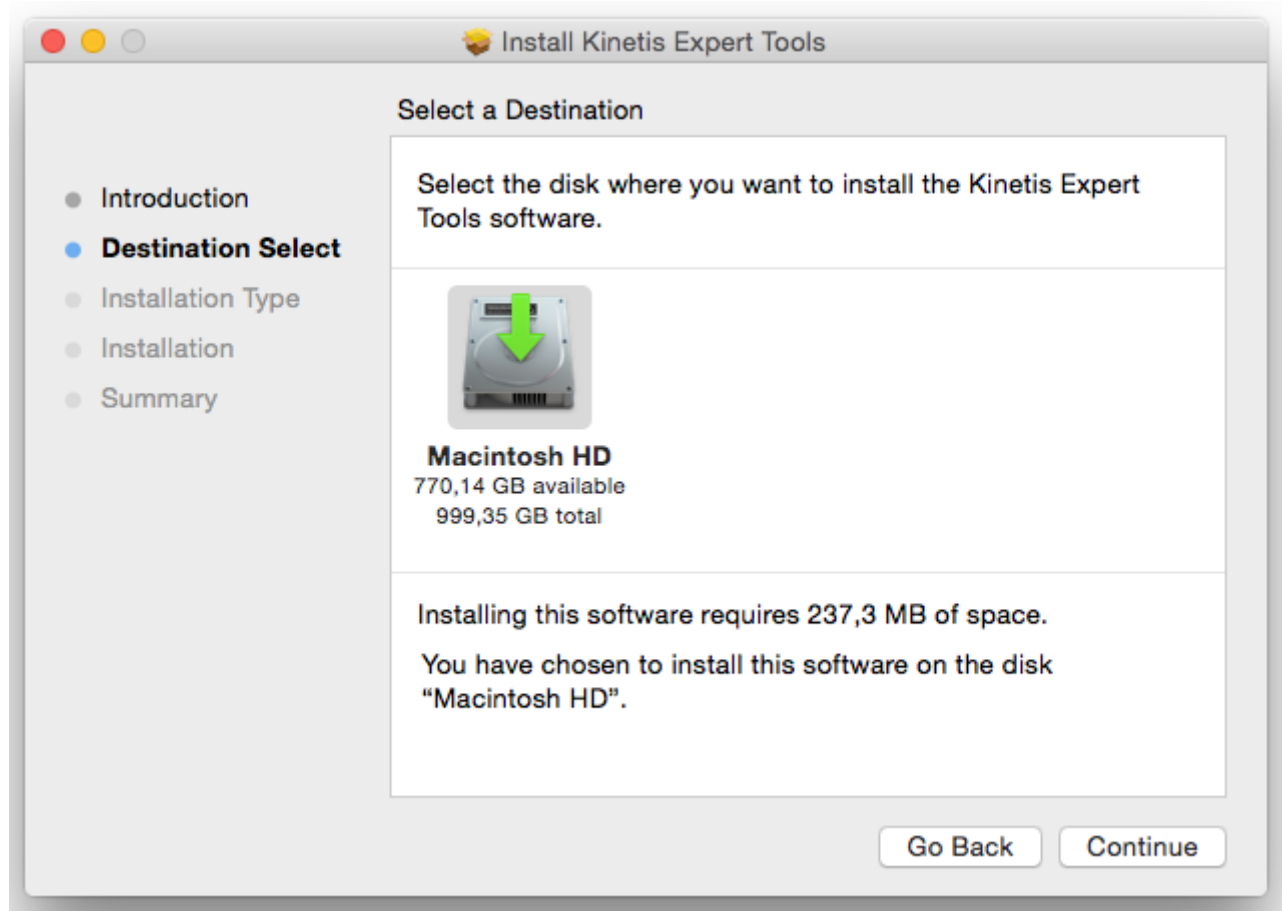 Install Kinetis Expert Tools
Select a Destination
Introduction
Destination Select
Installation Type
Installation
Summary
Select the disk where you want to install the Kinetis Expert
Tools software.
Macintosh HD
770,14 GB available
999,35 GB total
Installing this software requires 237,3 MB of space.
You have chosen to install this software on the disk
“Macintosh HD”.
Go Back
Continue